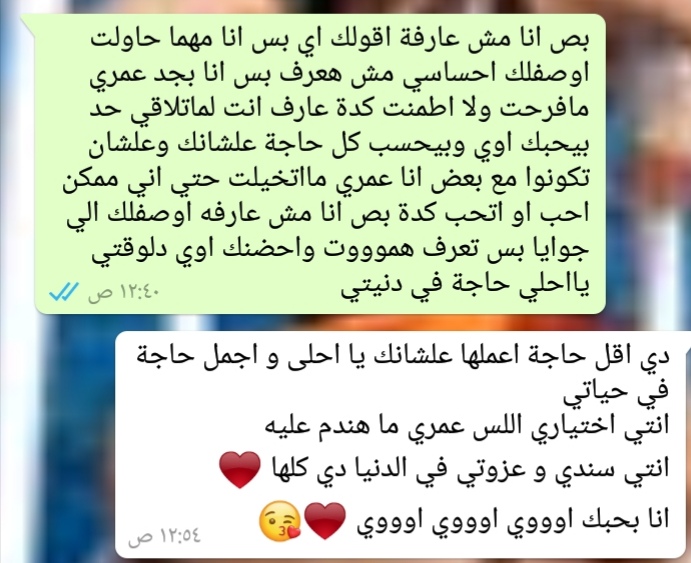 بص انا مش عارفة اقولك اي بس انا مهما حاولت
اوصفلك احساسي مش هعرف بس انا بجد عمري
مافرحت ولا اطمنت كدة عارف انت لماتلاقي حد
بيحبك اوي وبيحسب كل حاجة علشانك وعلشان
تكونوا مع بعض انا عمري مااتخيلت حتي اني ممكن
احب او اتحب كدة بص انا مش عارفه اوصفلك الي
جوايا بس تعرف همووووت واحضنك اوي دلوقتي
يااحلي حاجة في دنيتي
١٢:٤٠ ص
دي اقل حاجة اعملها علشانك يا احلى و اجمل حاجة
في حياتي
انتي اختياري اللس عمري ما هندم عليه
انتي سندي و عزوتي في الدنيا دي كلها ❤
انا بحبك اوووي اوووي اوووي ❤😘
١٢:٥٤ ص